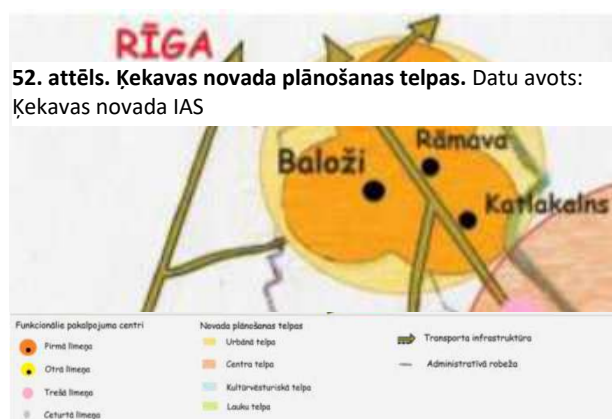 RĪGA
52. attēls. Ķekavas novada plānošanas telpas. Datu avots:
Ķekavas novada IAS
Rāmava
Baloži
Katlakalns
Funkcionālie pakalpojuma centri
Pirmā līmeņa
Otrā līmeņa
Trešā līmeņa
Ceturtā līmeņa
Novada plānošanas telpas
Urbānā telpa
Centra telpa
Kultūrvēsturiskā telpa
Lauku telpa
Transporta infrastruktūra
Administratīvā robeža